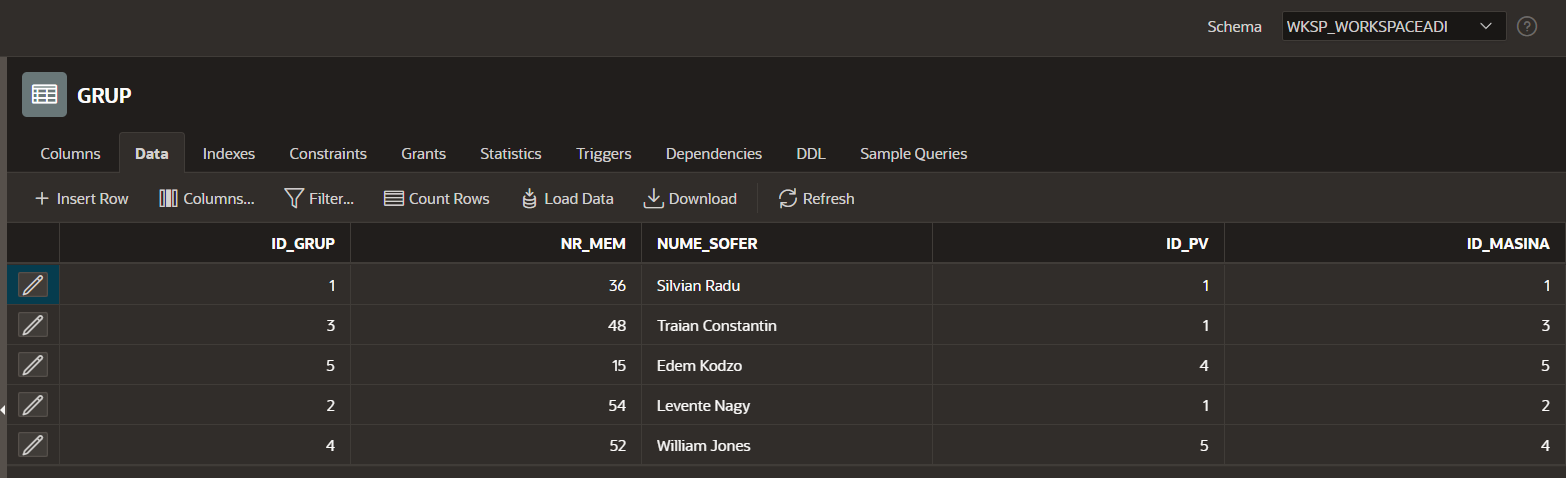 Schema WKSP_WORKSPACEADI ?
GRUP
Columns Data Indexes Constraints Grants Statistics Triggers Dependencies DDL Sample Queries
+ Insert Row Columns... Filter... Count Rows Load Data Download Refresh
ID_GRUP NR_MEM NUME_SOFER ID_PV ID_MASINA
1 36 Silvian Radu 1 1
3 48 Traian Constantin 1 3
5 15 Edem Kodzo 4 5
2 54 Levente Nagy 1 2
4 52 William Jones 5 4